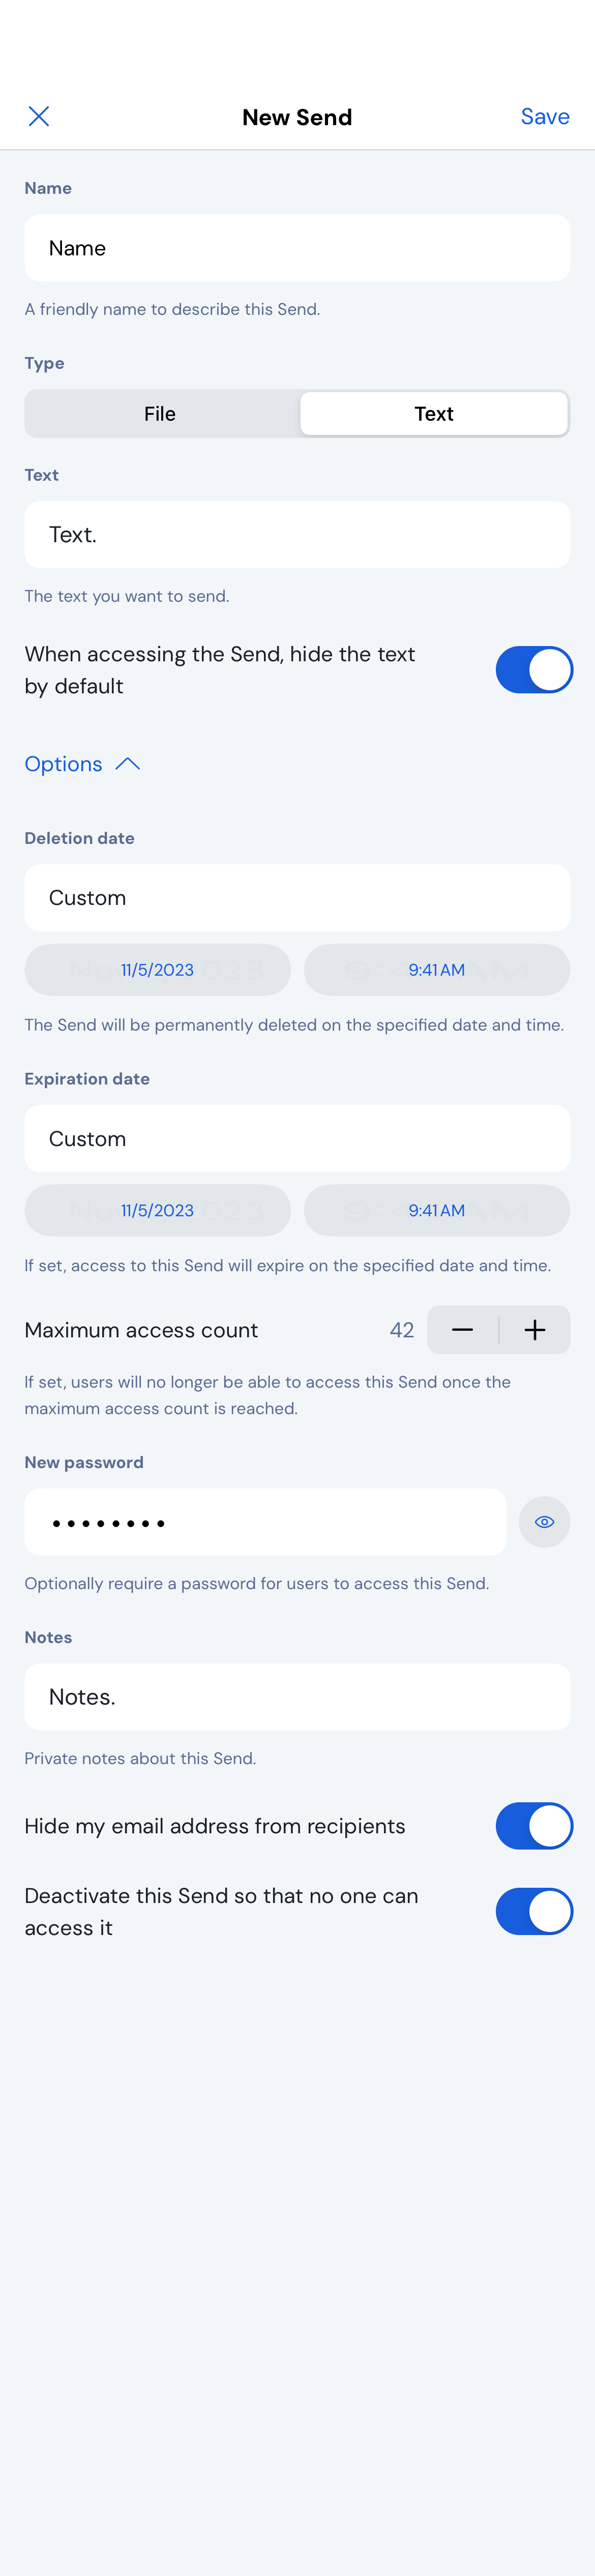 New Send
Save
Name
Name
A friendly name to describe this Send.
Type
File Text
Text
Text.
The text you want to send.
When accessing the Send, hide the text
by default
Options
Deletion date
Custom
11/5/2023 9:41 AM
The Send will be permanently deleted on the specified date and time.
Expiration date
Custom
11/5/2023 9:41 AM
If set, access to this Send will expire on the specified date and time.
Maximum access count 42
If set, users will no longer be able to access this Send once the
maximum access count is reached.
New password
••••••••
Optionally require a password for users to access this Send.
Notes
Notes.
Private notes about this Send.
Hide my email address from recipients
Deactivate this Send so that no one can
access it